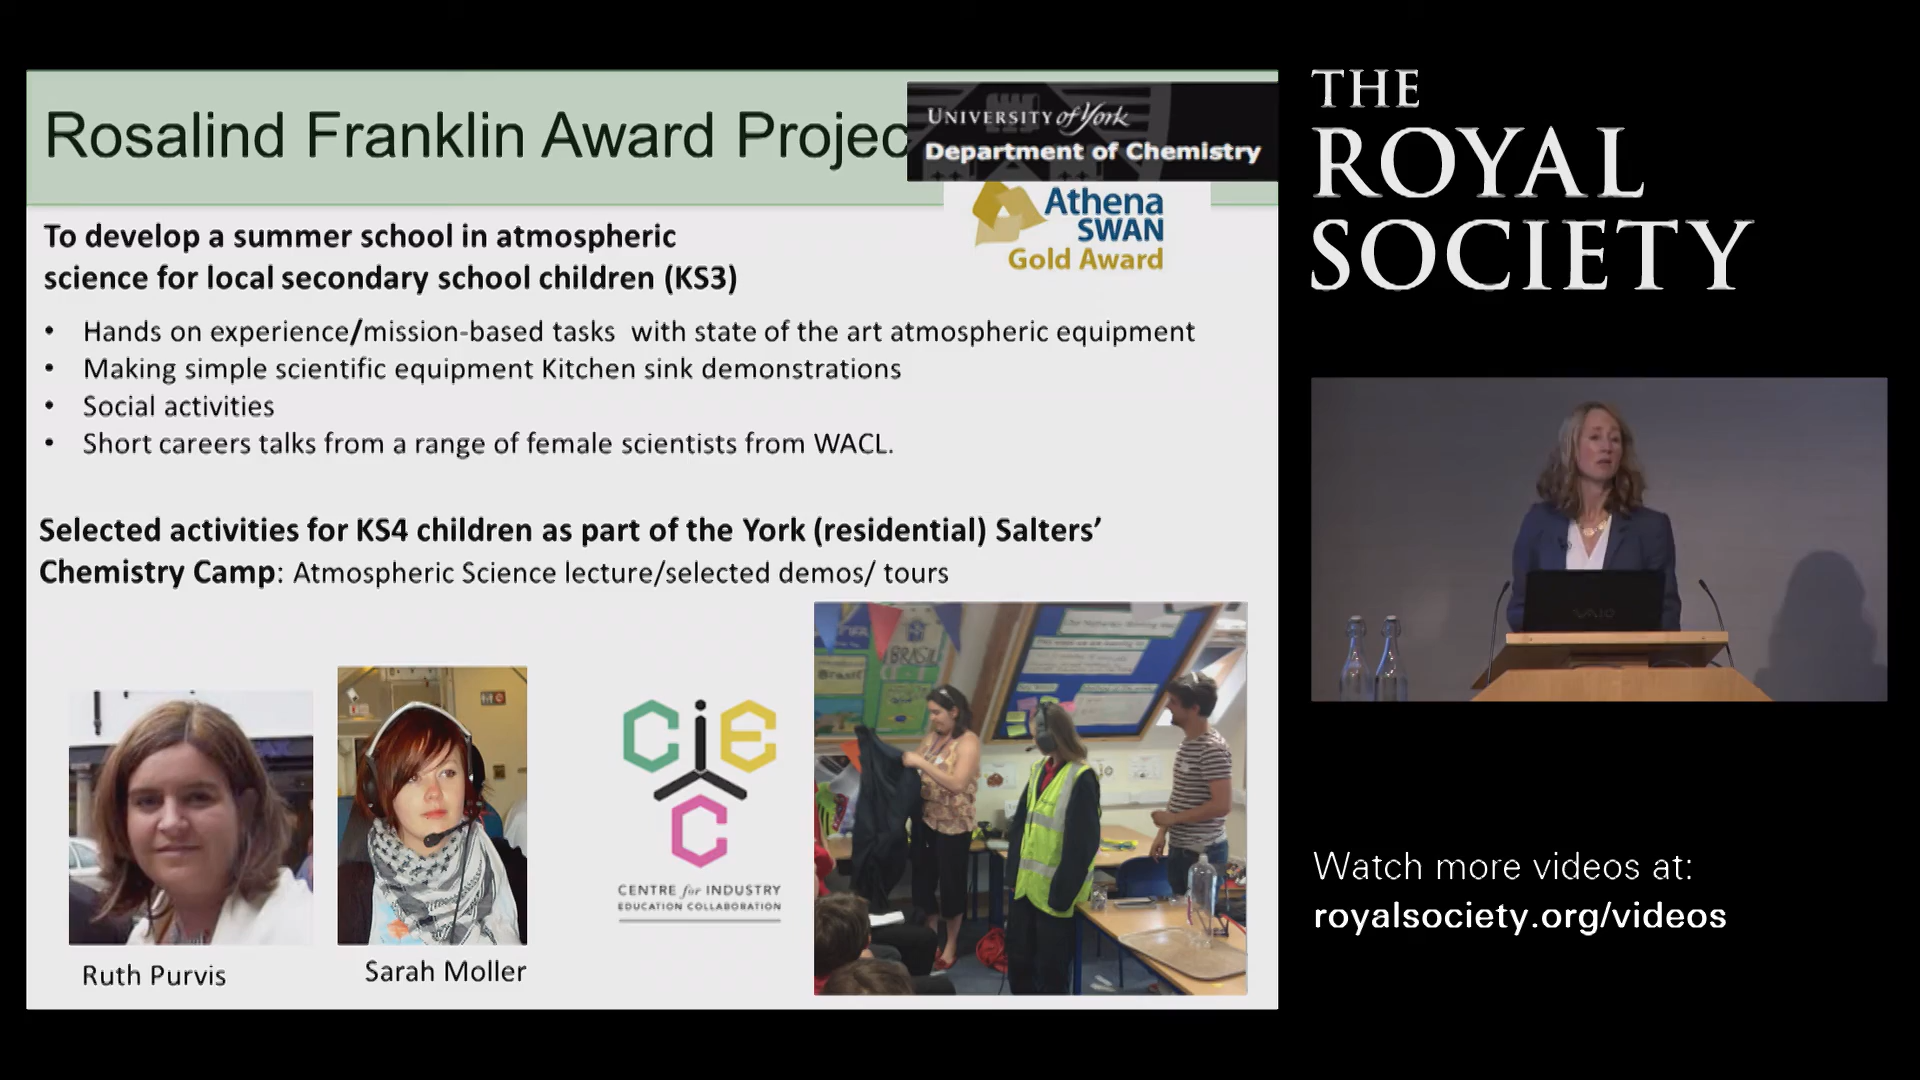 Rosalind Franklin Award Projec
UNIVERSITY of York
Department of Chemistry
Athena
SWAN
Gold Award
To develop a summer school in atmospheric
science for local secondary school children (KS3)
• Hands on experience/mission-based tasks with state of the art atmospheric equipment
• Making simple scientific equipment Kitchen sink demonstrations
• Social activities
• Short careers talks from a range of female scientists from WACL.
Selected activities for KS4 children as part of the York (residential) Salters’
Chemistry Camp: Atmospheric Science lecture/selected demos/ tours
CiEC
CENTRE for INDUSTRY
EDUCATION COLLABORATION
BRASIL
Ruth Purvis
Sarah Moller
THE
ROYAL
SOCIETY
VAIO
Watch more videos at:
royalsociety.org/videos